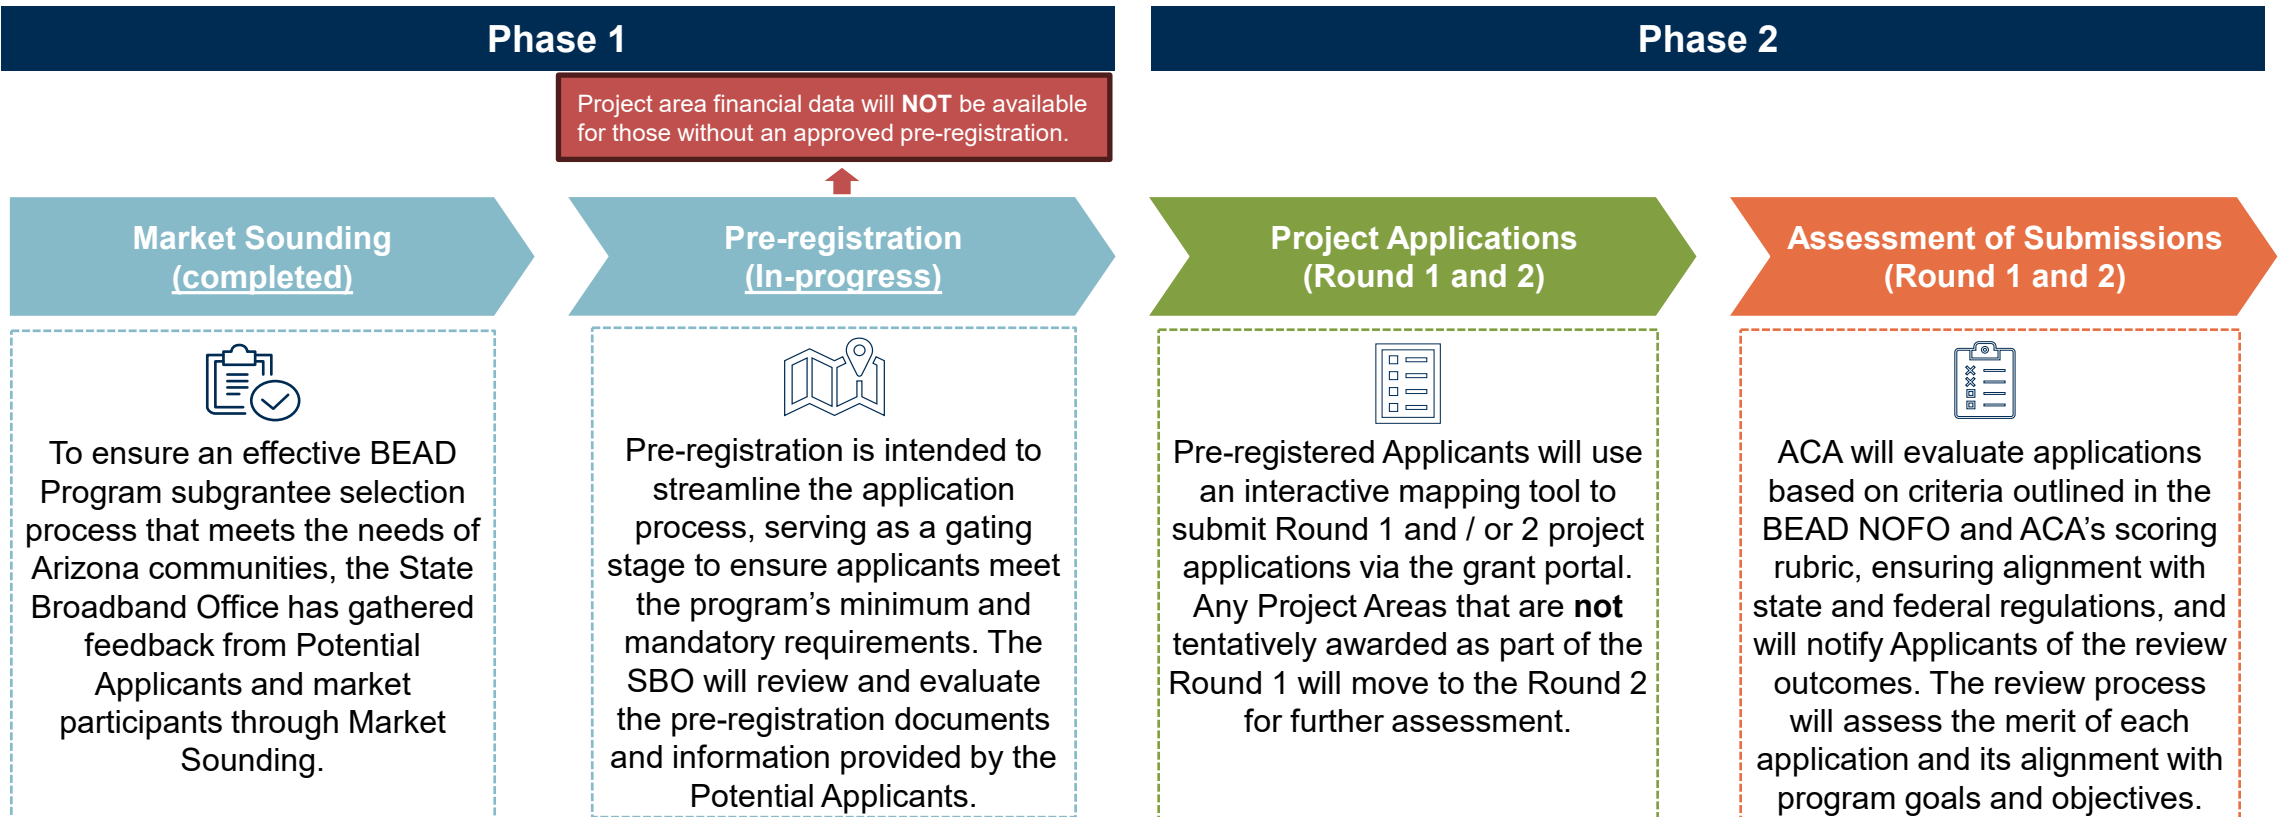 Phase 1
Phase 2
Project area financial data will NOT be available
for those without an approved pre-registration.
Market Sounding
(completed)
To ensure an effective BEAD
Program subgrantee selection
process that meets the needs of
Arizona communities, the State
Broadband Office has gathered
feedback from Potential
Applicants and market
participants through Market
Sounding.
Pre-registration
(In-progress)
Pre-registration is intended to
streamline the application
process, serving as a gating
stage to ensure applicants meet
the program’s minimum and
mandatory requirements. The
SBO will review and evaluate
the pre-registration documents
and information provided by the
Potential Applicants.
Project Applications
(Round 1 and 2)
Pre-registered Applicants will use
an interactive mapping tool to
submit Round 1 and / or 2 project
applications via the grant portal.
Any Project Areas that are not
tentatively awarded as part of the
Round 1 will move to the Round 2
for further assessment.
Assessment of Submissions
(Round 1 and 2)
ACA will evaluate applications
based on criteria outlined in the
BEAD NOFO and ACA’s scoring
rubric, ensuring alignment with
state and federal regulations, and
will notify Applicants of the review
outcomes. The review process
will assess the merit of each
application and its alignment with
program goals and objectives.